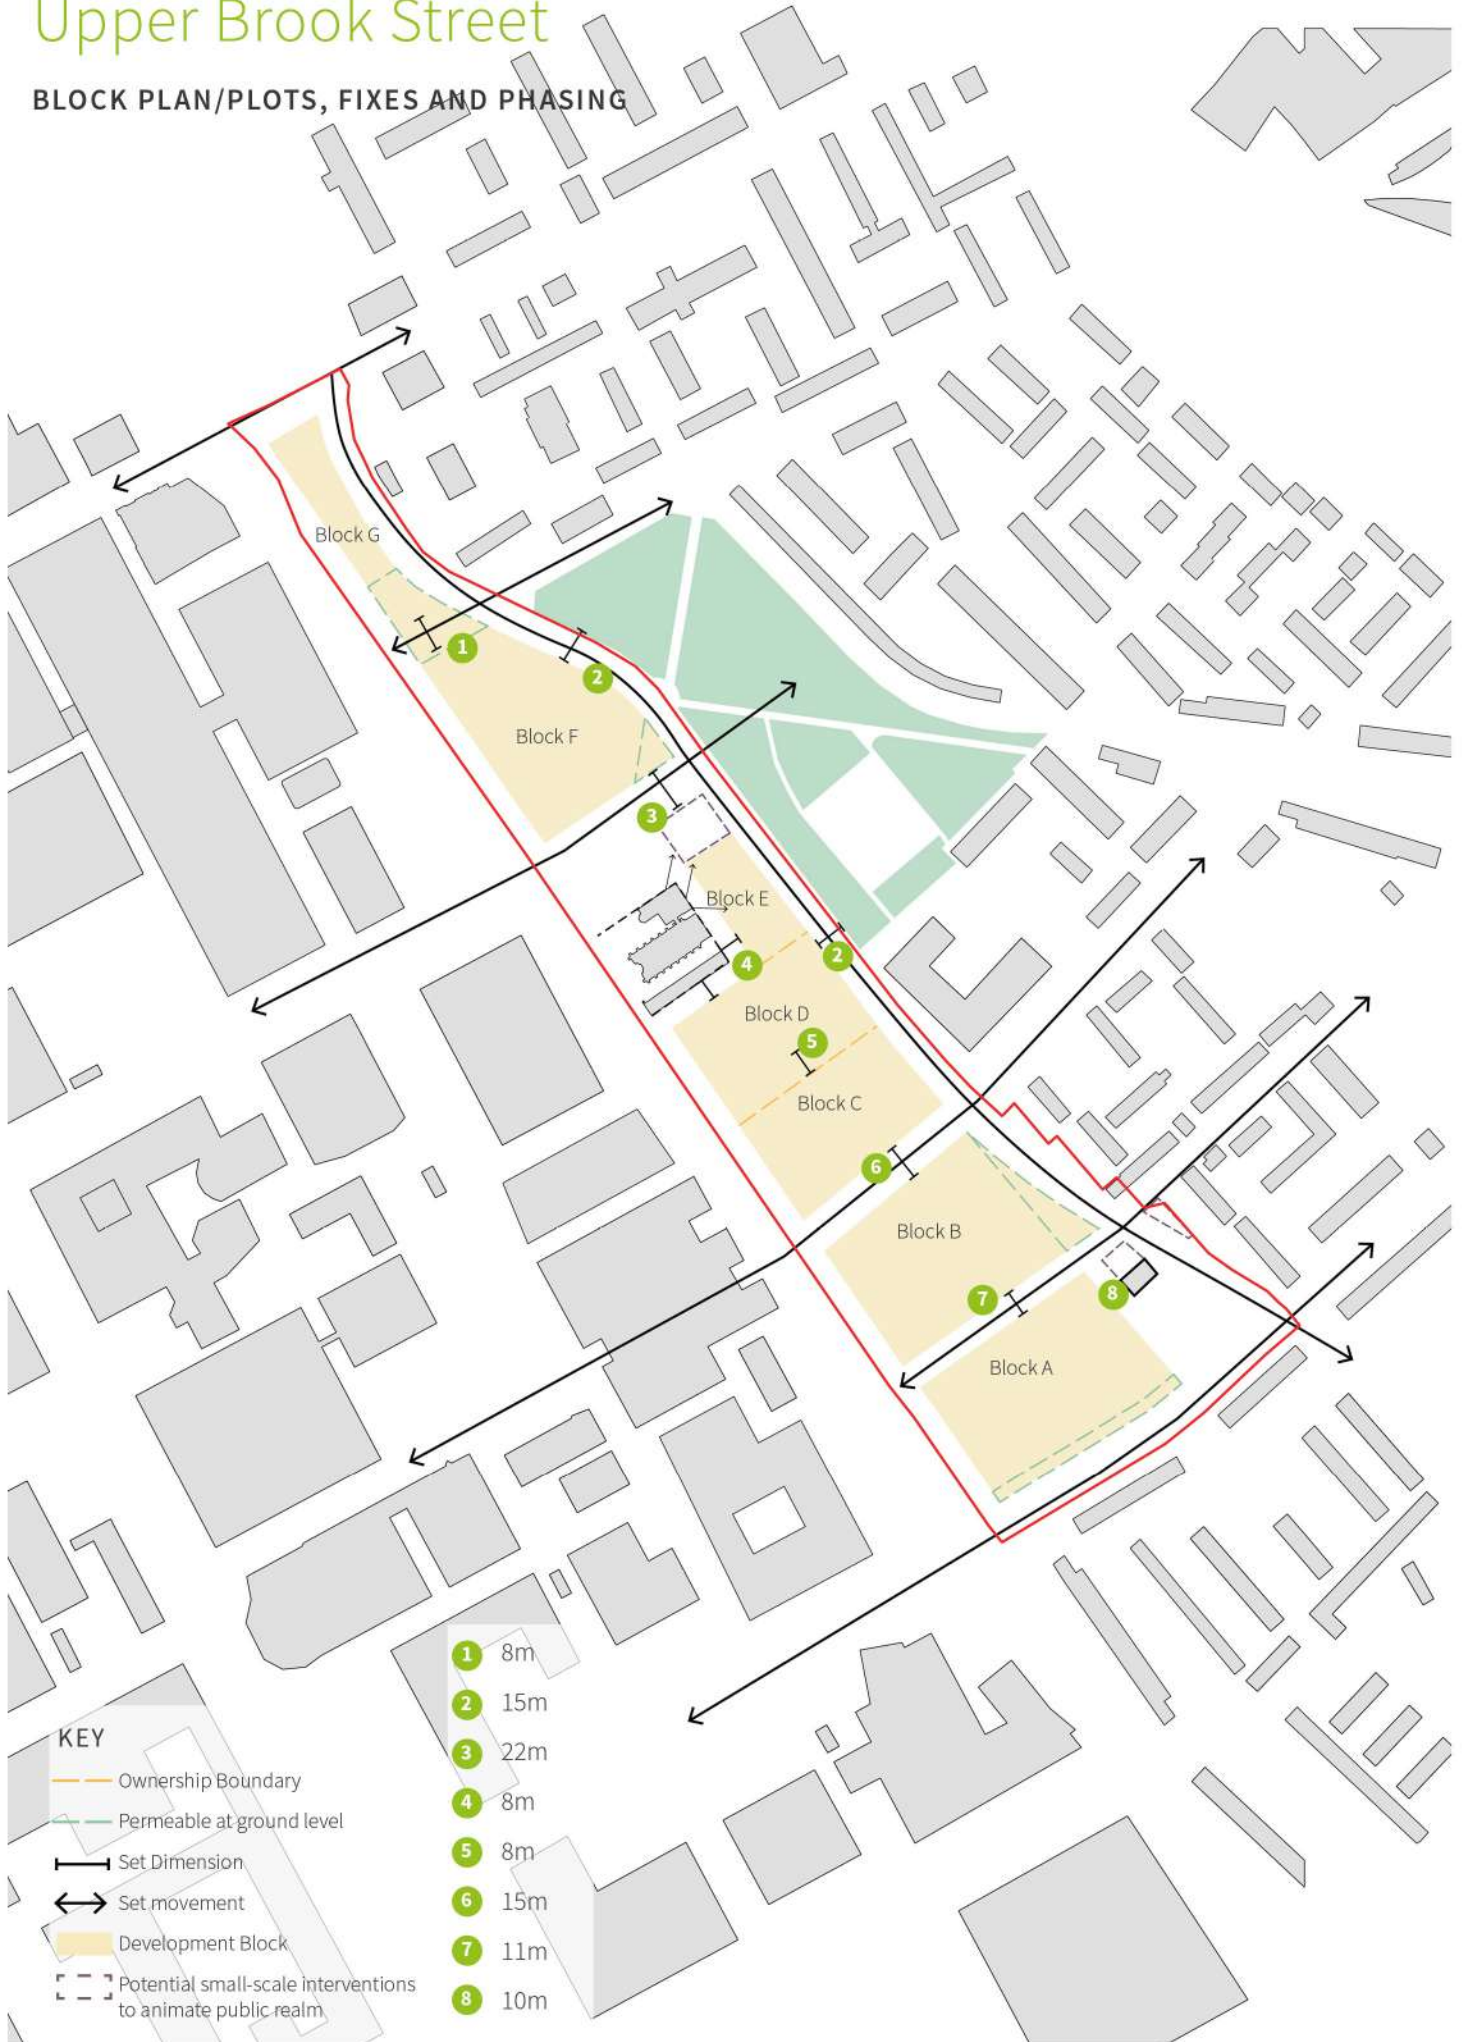 Upper Brook Street
BLOCK PLAN/PLOTS, FIXES AND PHASING
Block G
1
2
Block F
3
Block E
4
2
Block D
5
Block C
6
Block B
7
8
Block A
1 8m
2 15m
3 22m
4 8m
5 8m
6 15m
7 11m
8 10m
KEY
Ownership Boundary
Permeable at ground level
Set Dimension
Set movement
Development Block
Potential small-scale interventions
to animate public realm